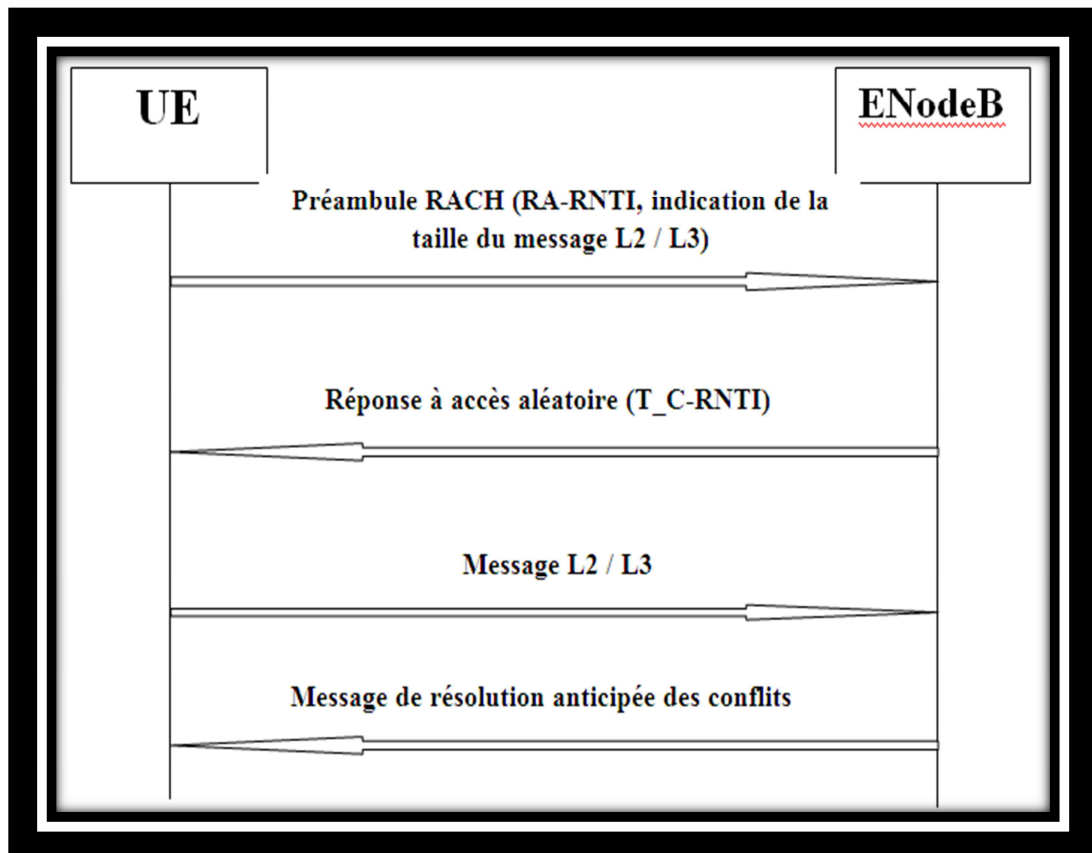 UE
ENodeB
Préambule RACH (RA-RNTI, indication de la
taille du message L2 / L3)
Réponse à accès aléatoire (T_C-RNTI)
Message L2 / L3
Message de résolution anticipée des conflits